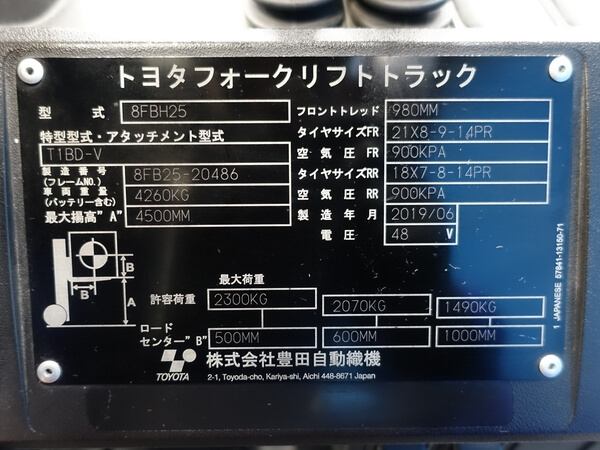 トヨタフォークリフトトラック
型式 8FBH25 フロントトレッド 980MM
特型型式・アタッチメント型式 タイヤサイズFR 21X8-9-14PR
T1BD-V 空気圧FR 900KPA
製造番号(フレームNO.) 8FB25-20486 タイヤサイズRR 18X7-8-14PR
車両重量(バッテリー含む) 4260KG 空気圧RR 900KPA
最大揚高"A" 4500MM 製造年月 2019/06
電圧 48 V
B
B A
最大荷重
許容荷重 2300KG 2070KG 1490KG
ロードセンター"B" 500MM 600MM 1000MM
TOYOTA 株式会社豊田自動織機
2-1, Toyoda-cho, Kariya-shi, Aichi 448-8671 Japan
1 JAPANESE 57841-13150-71